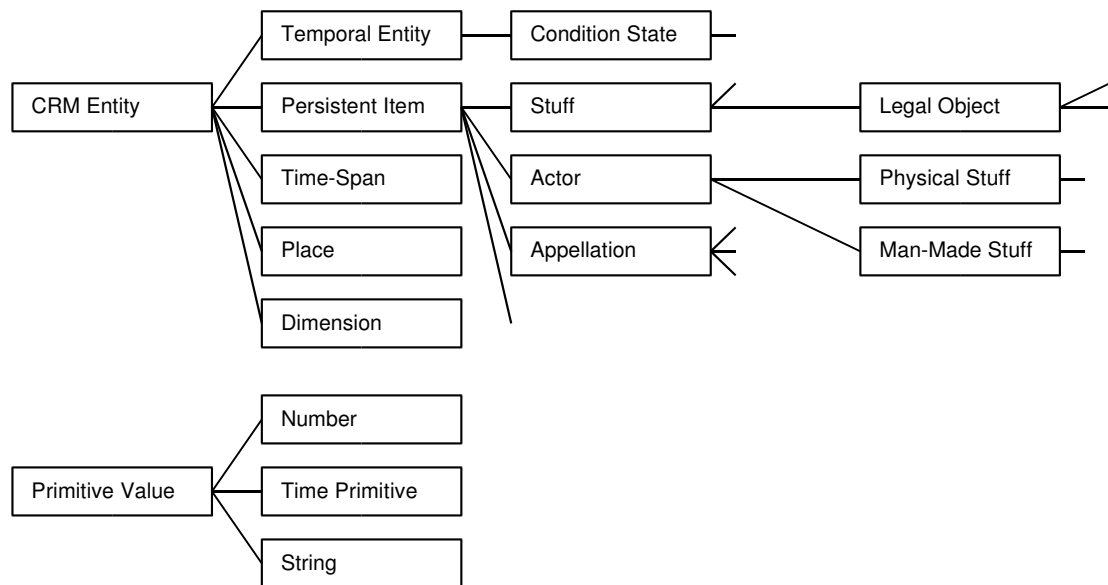 Temporal Entity
Condition State
CRM Entity
Persistent Item
Stuff
Legal Object
Time-Span
Actor
Physical Stuff
Place
Appellation
Man-Made Stuff
Dimension
Number
Primitive Value
Time Primitive
String